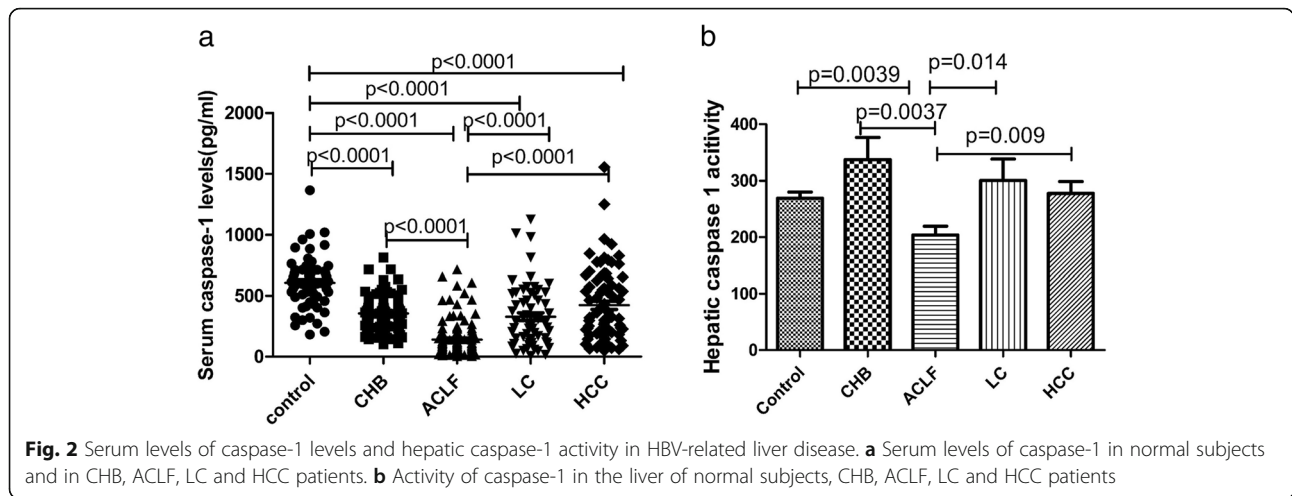 a
p<0.0001
p<0.0001
p<0.0001
p<0.0001
p<0.0001
p<0.0001
p<0.0001
Serum caspase-1 levels(pg/ml)
2000
1500
1000
500
0
control
CHB
ACLF
LC
HCC
b
p=0.014
p=0.0039
p=0.0037
p=0.009
Hepatic caspase 1 acitivity
400
300
200
100
0
Control
CHB
ACLF
LC
HCC
Fig. 2 Serum levels of caspase-1 levels and hepatic caspase-1 activity in HBV-related liver disease. a Serum levels of caspase-1 in normal subjects
and in CHB, ACLF, LC and HCC patients. b Activity of caspase-1 in the liver of normal subjects, CHB, ACLF, LC and HCC patients